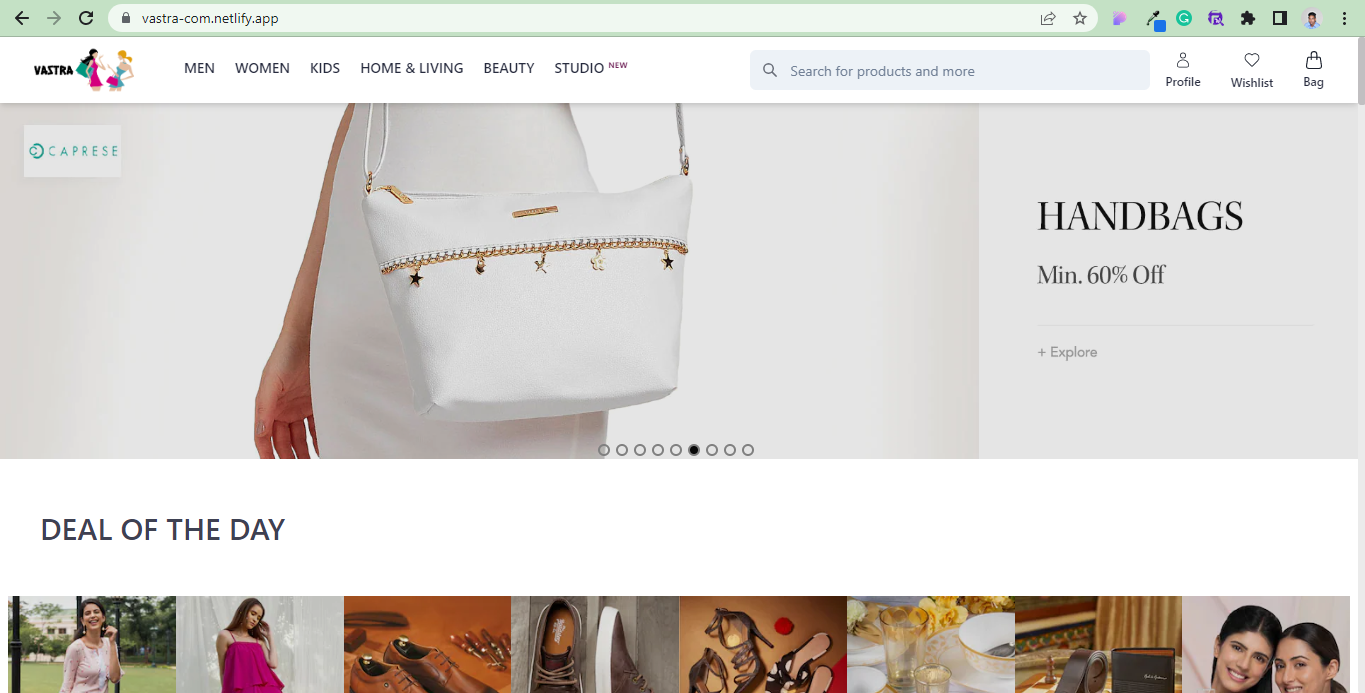 vastra-com.netlify.app
VASTRA
MEN WOMEN KIDS HOME & LIVING BEAUTY STUDIO NEW
Search for products and more
Profile Wishlist Bag
CAPRESE
HANDBAGS
Min. 60% Off
+ Explore
DEAL OF THE DAY